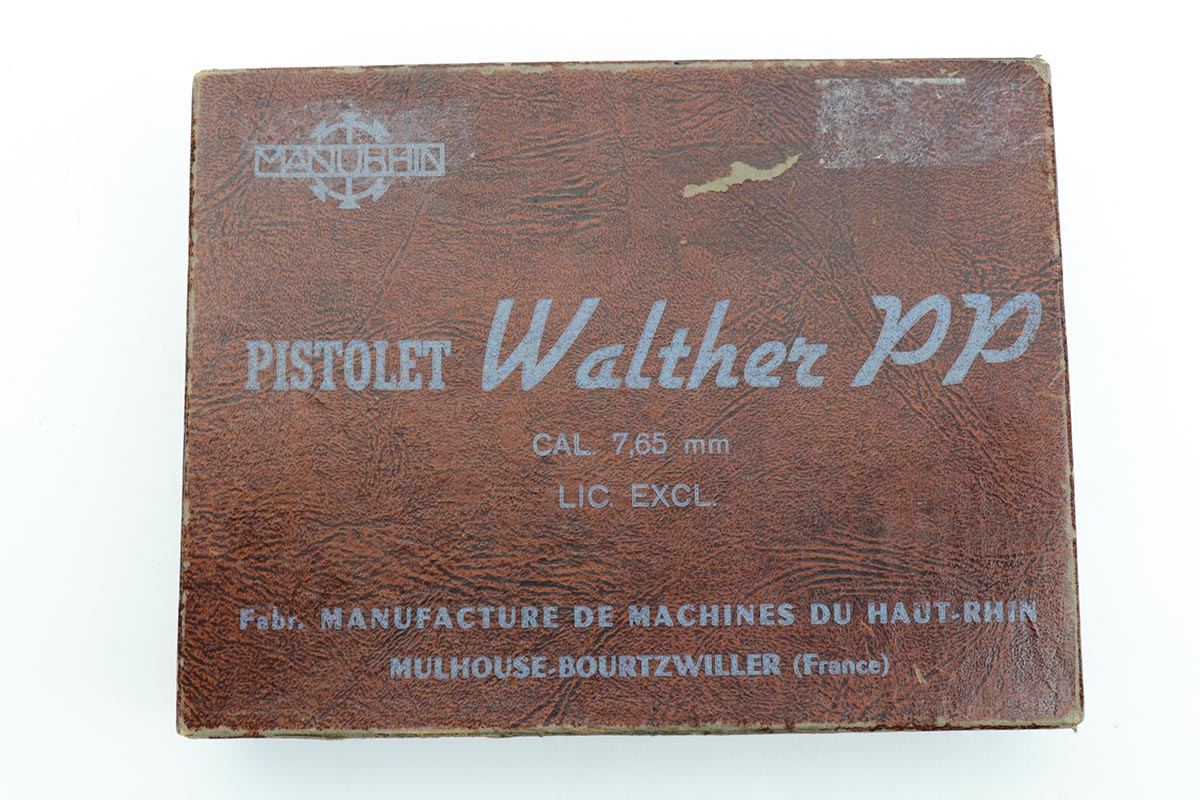 MANURHIN
PISTOLET Walther PP
CAL. 7,65 mm
LIC. EXCL.
Fabr. MANUFACTURE DE MACHINES DU HAUT-RHIN
MULHOUSE-BOURTZWILLER (France)